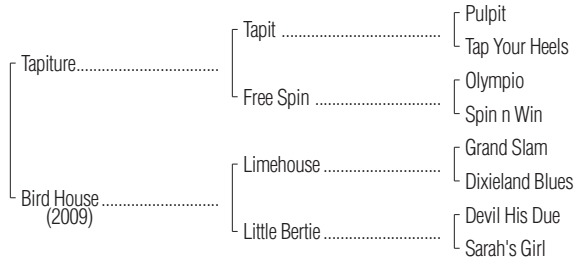 Pulpit
Tapit
Tap Your Heels
Tapiture
Olympio
Free Spin
Spin n Win
Grand Slam
Limehouse
Dixieland Blues
Bird House
(2009)
Devil His Due
Little Bertie
Sarah's Girl